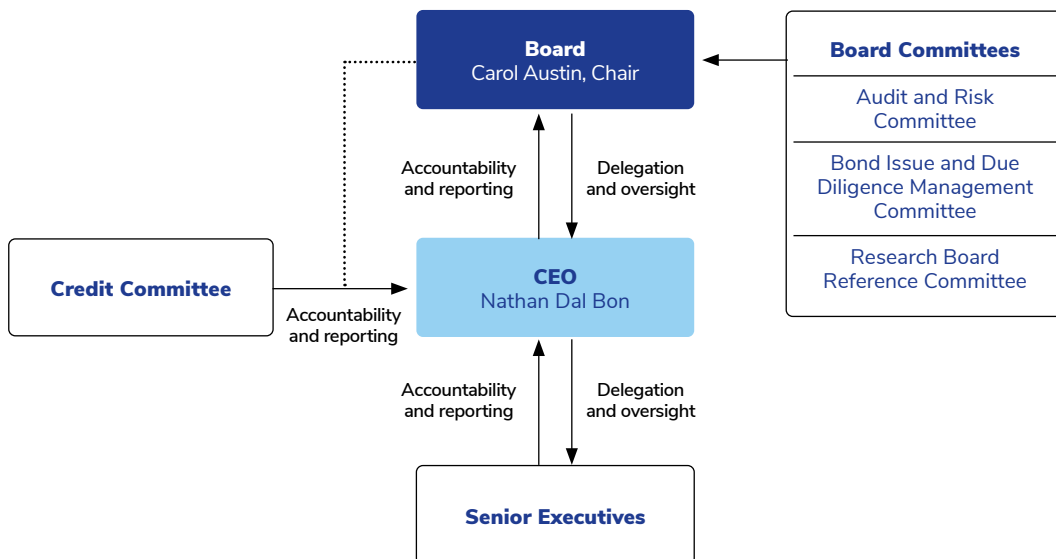 Board
Carol Austin, Chair
Board Committees
Audit and Risk
Committee
Bond Issue and Due
Diligence Management
Committee
Research Board
Reference Committee
Accountability
and reporting
Delegation
and oversight
Credit Committee
Accountability
and reporting
CEO
Nathan Dal Bon
Accountability
and reporting
Delegation
and oversight
Senior Executives